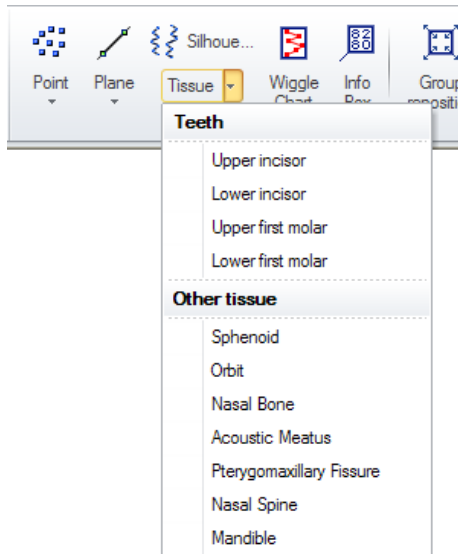 Silhoue...
Point Plane Tissue Wiggle Chart Info Box Group
Teeth
Upper incisor
Lower incisor
Upper first molar
Lower first molar
Other tissue
Sphenoid
Orbit
Nasal Bone
Acoustic Meatus
Pterygomaxillary Fissure
Nasal Spine
Mandible